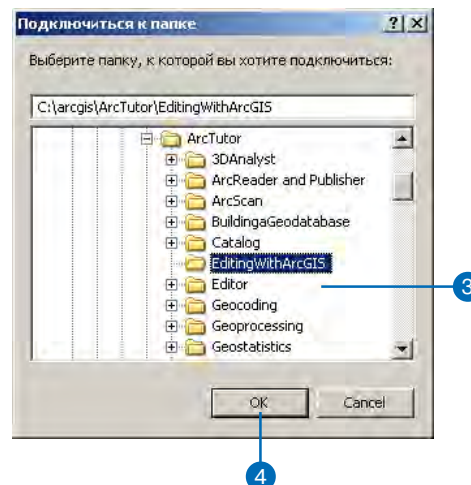 Подключиться к папке
Выберите папку, к которой вы хотите подключиться:
C:\arcgis\ArcTutor\EditingWithArcGIS
ArcTutor
3DAnalyst
ArcReader and Publisher
ArcScan
BuildingaGeodatabase
Catalog
EditingWithArcGIS
Editor
3
Geocoding
Geoprocessing
Geostatistics
OK
Cancel
4